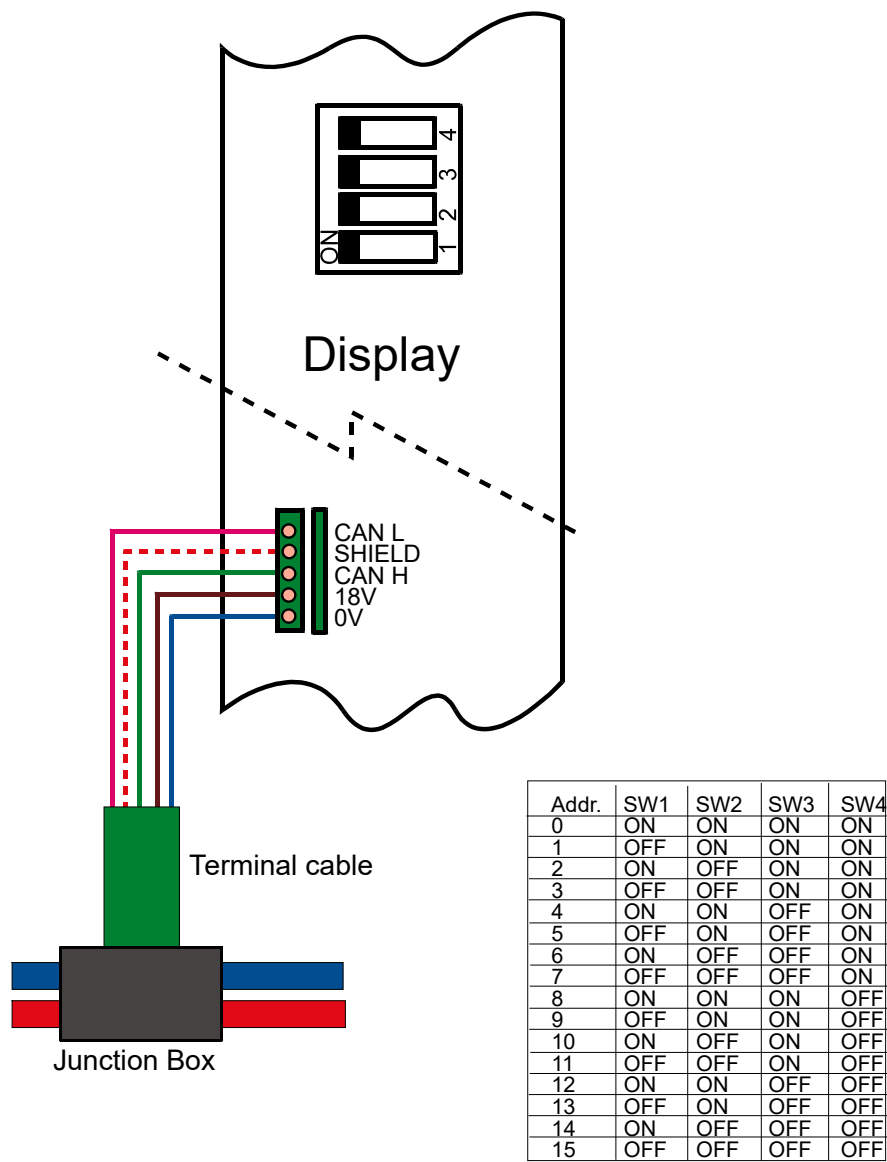 4
3
2
1
ON
Display
CAN L
SHIELD
CAN H
18V
0V
Terminal cable
Junction Box
Addr. SW1 SW2 SW3 SW4
0 ON ON ON ON
1 OFF ON ON ON
2 ON OFF ON ON
3 OFF OFF ON ON
4 ON ON OFF ON
5 OFF ON OFF ON
6 ON OFF OFF ON
7 OFF OFF OFF ON
8 ON ON ON OFF
9 OFF ON ON OFF
10 ON OFF ON OFF
11 OFF OFF ON OFF
12 ON ON OFF OFF
13 OFF ON OFF OFF
14 ON OFF OFF OFF
15 OFF OFF OFF OFF